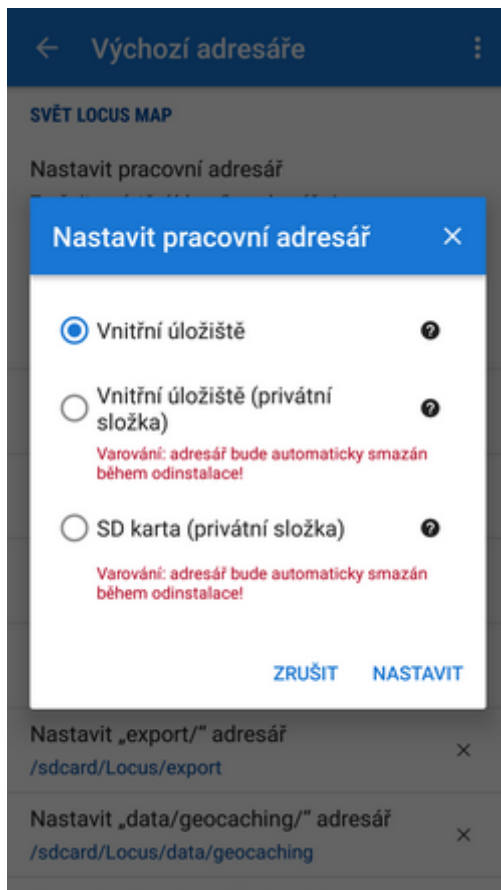 Výchozí adresáře
SVĚT LOCUS MAP
Nastavit pracovní adresář
Nastavit pracovní adresář
Vnitřní úložiště
Vnitřní úložiště (privátní
složka)
Varování: adresář bude automaticky smazán
během odinstalace!
SD karta (privátní složka)
Varování: adresář bude automaticky smazán
během odinstalace!
ZRUŠIT NASTAVIT
Nastavit „export/“ adresář
/sdcard/Locus/export
Nastavit „data/geocaching/“ adresář
/sdcard/Locus/data/geocaching